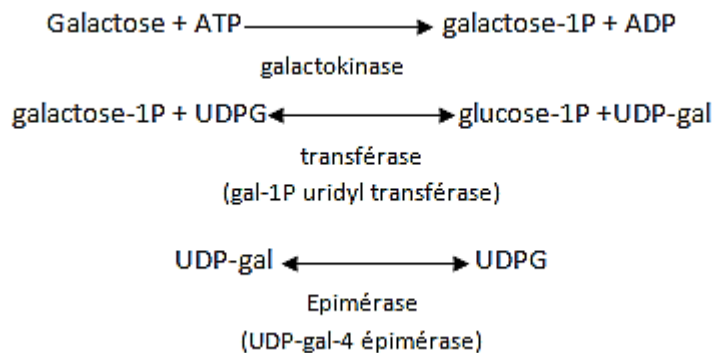 Galactose + ATP galactose-1P + ADP
galactokinase
galactose-1P + UDPG glucose-1P +UDP-gal
transférase
(gal-1P uridyl transférase)
UDP-gal UDPG
Epimérase
(UDP-gal-4 épimérase)